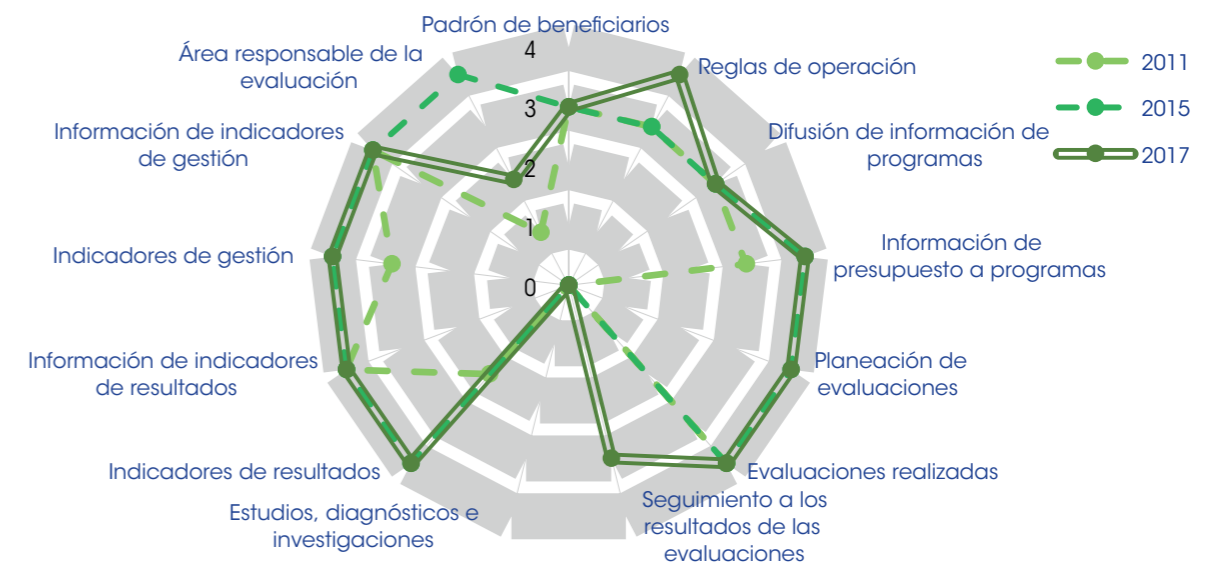 Padrón de beneficiarios
Área responsable de la
evaluación
4
Reglas de operación
2011
2015
2017
3
Información de indicadores
de gestión
Difusión de información de
programas
2
1
Indicadores de gestión
Información de
presupuesto a programas
0
Información de indicadores
de resultados
Planeación de
evaluaciones
Indicadores de resultados
Evaluaciones realizadas
Estudios, diagnósticos e
investigaciones
Seguimiento a los
resultados de las
evaluaciones